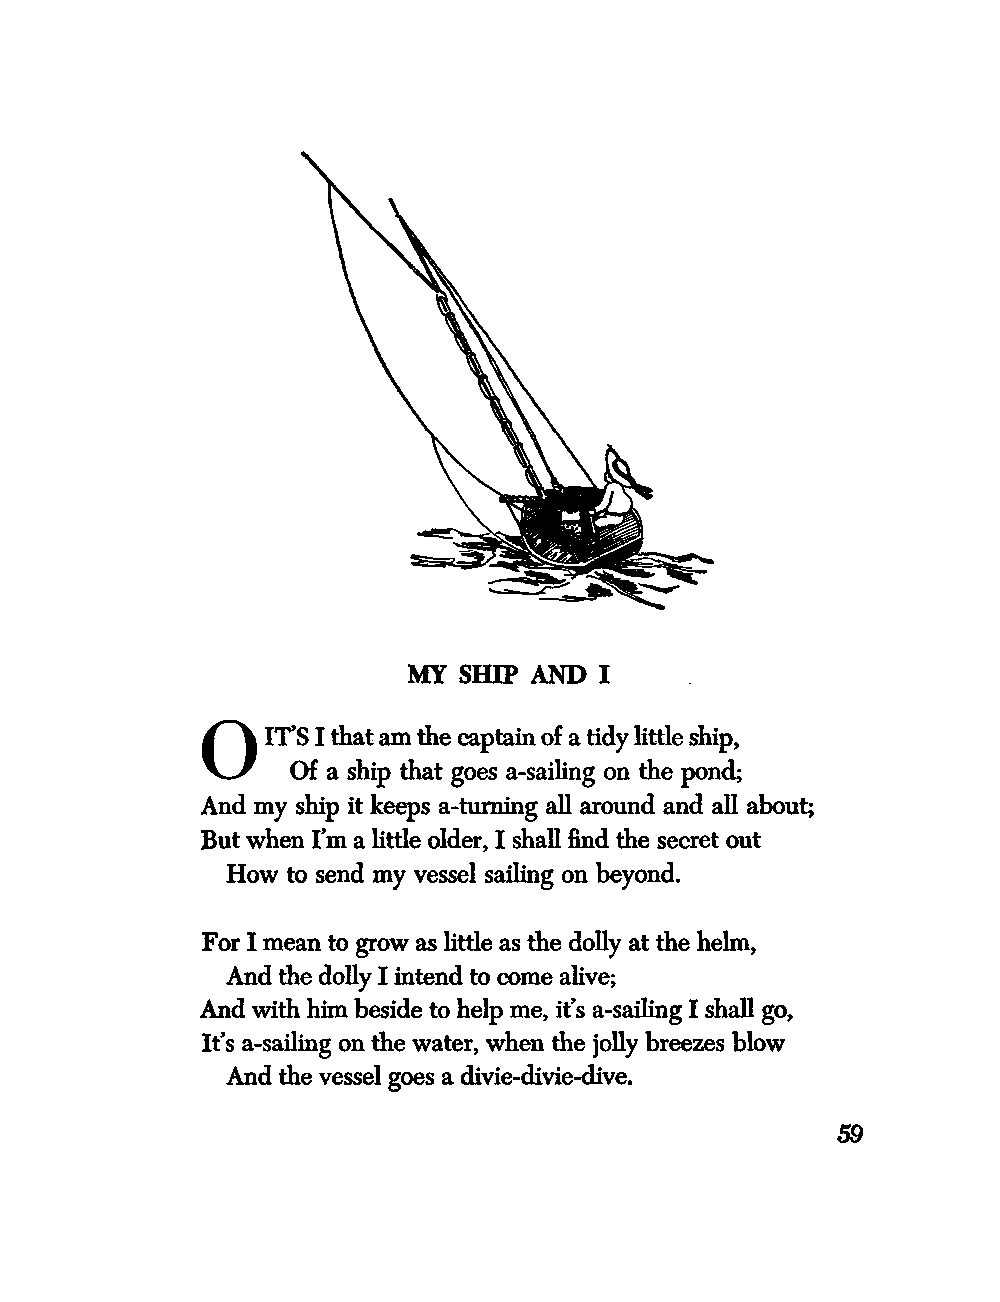 MY SHIP AND I
O IT'S I that am the captain of a tidy little ship,
Of a ship that goes a-sailing on the pond;
And my ship it keeps a-turning all around and all about;
But when I'm a little older, I shall find the secret out
How to send my vessel sailing on beyond.
For I mean to grow as little as the dolly at the helm,
And the dolly I intend to come alive;
And with him beside to help me, it's a-sailing I shall go,
It's a-sailing on the water, when the jolly breezes blow
And the vessel goes a divie-divie-dive.
59